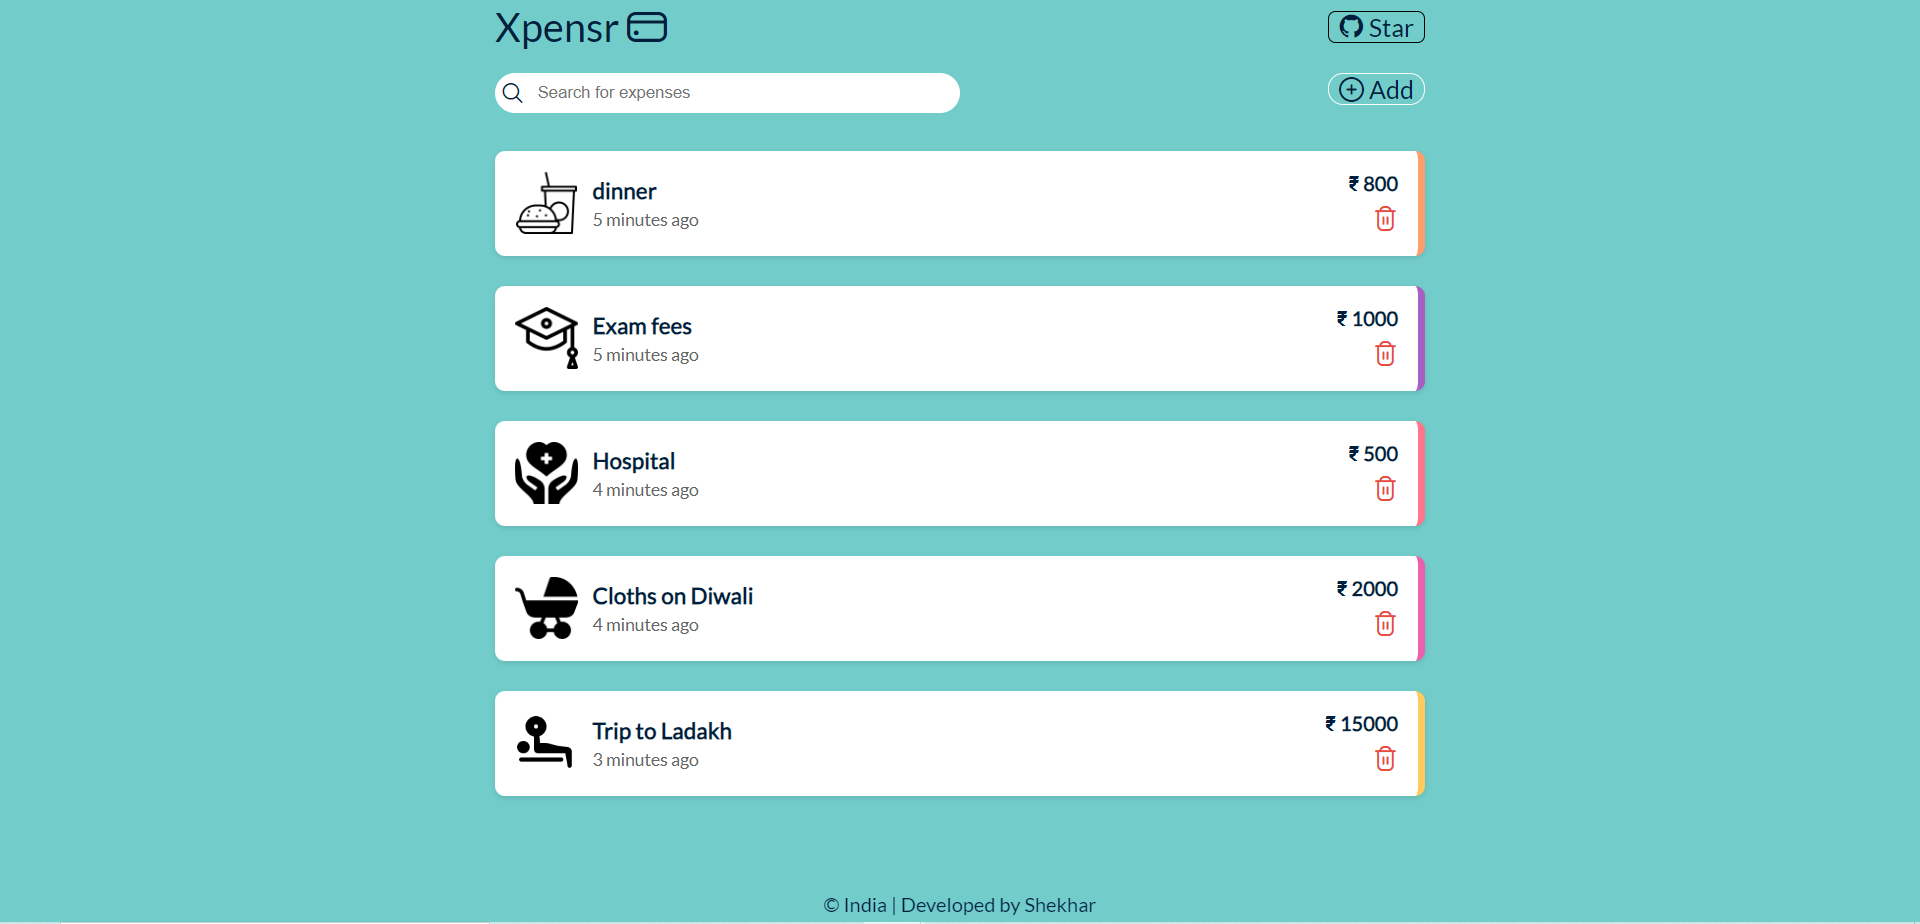 Xpensr
Star
Search for expenses
Add
dinner
₹ 800
5 minutes ago
Exam fees
₹ 1000
5 minutes ago
Hospital
₹ 500
4 minutes ago
Cloths on Diwali
₹ 2000
4 minutes ago
Trip to Ladakh
₹ 15000
3 minutes ago
© India | Developed by Shekhar